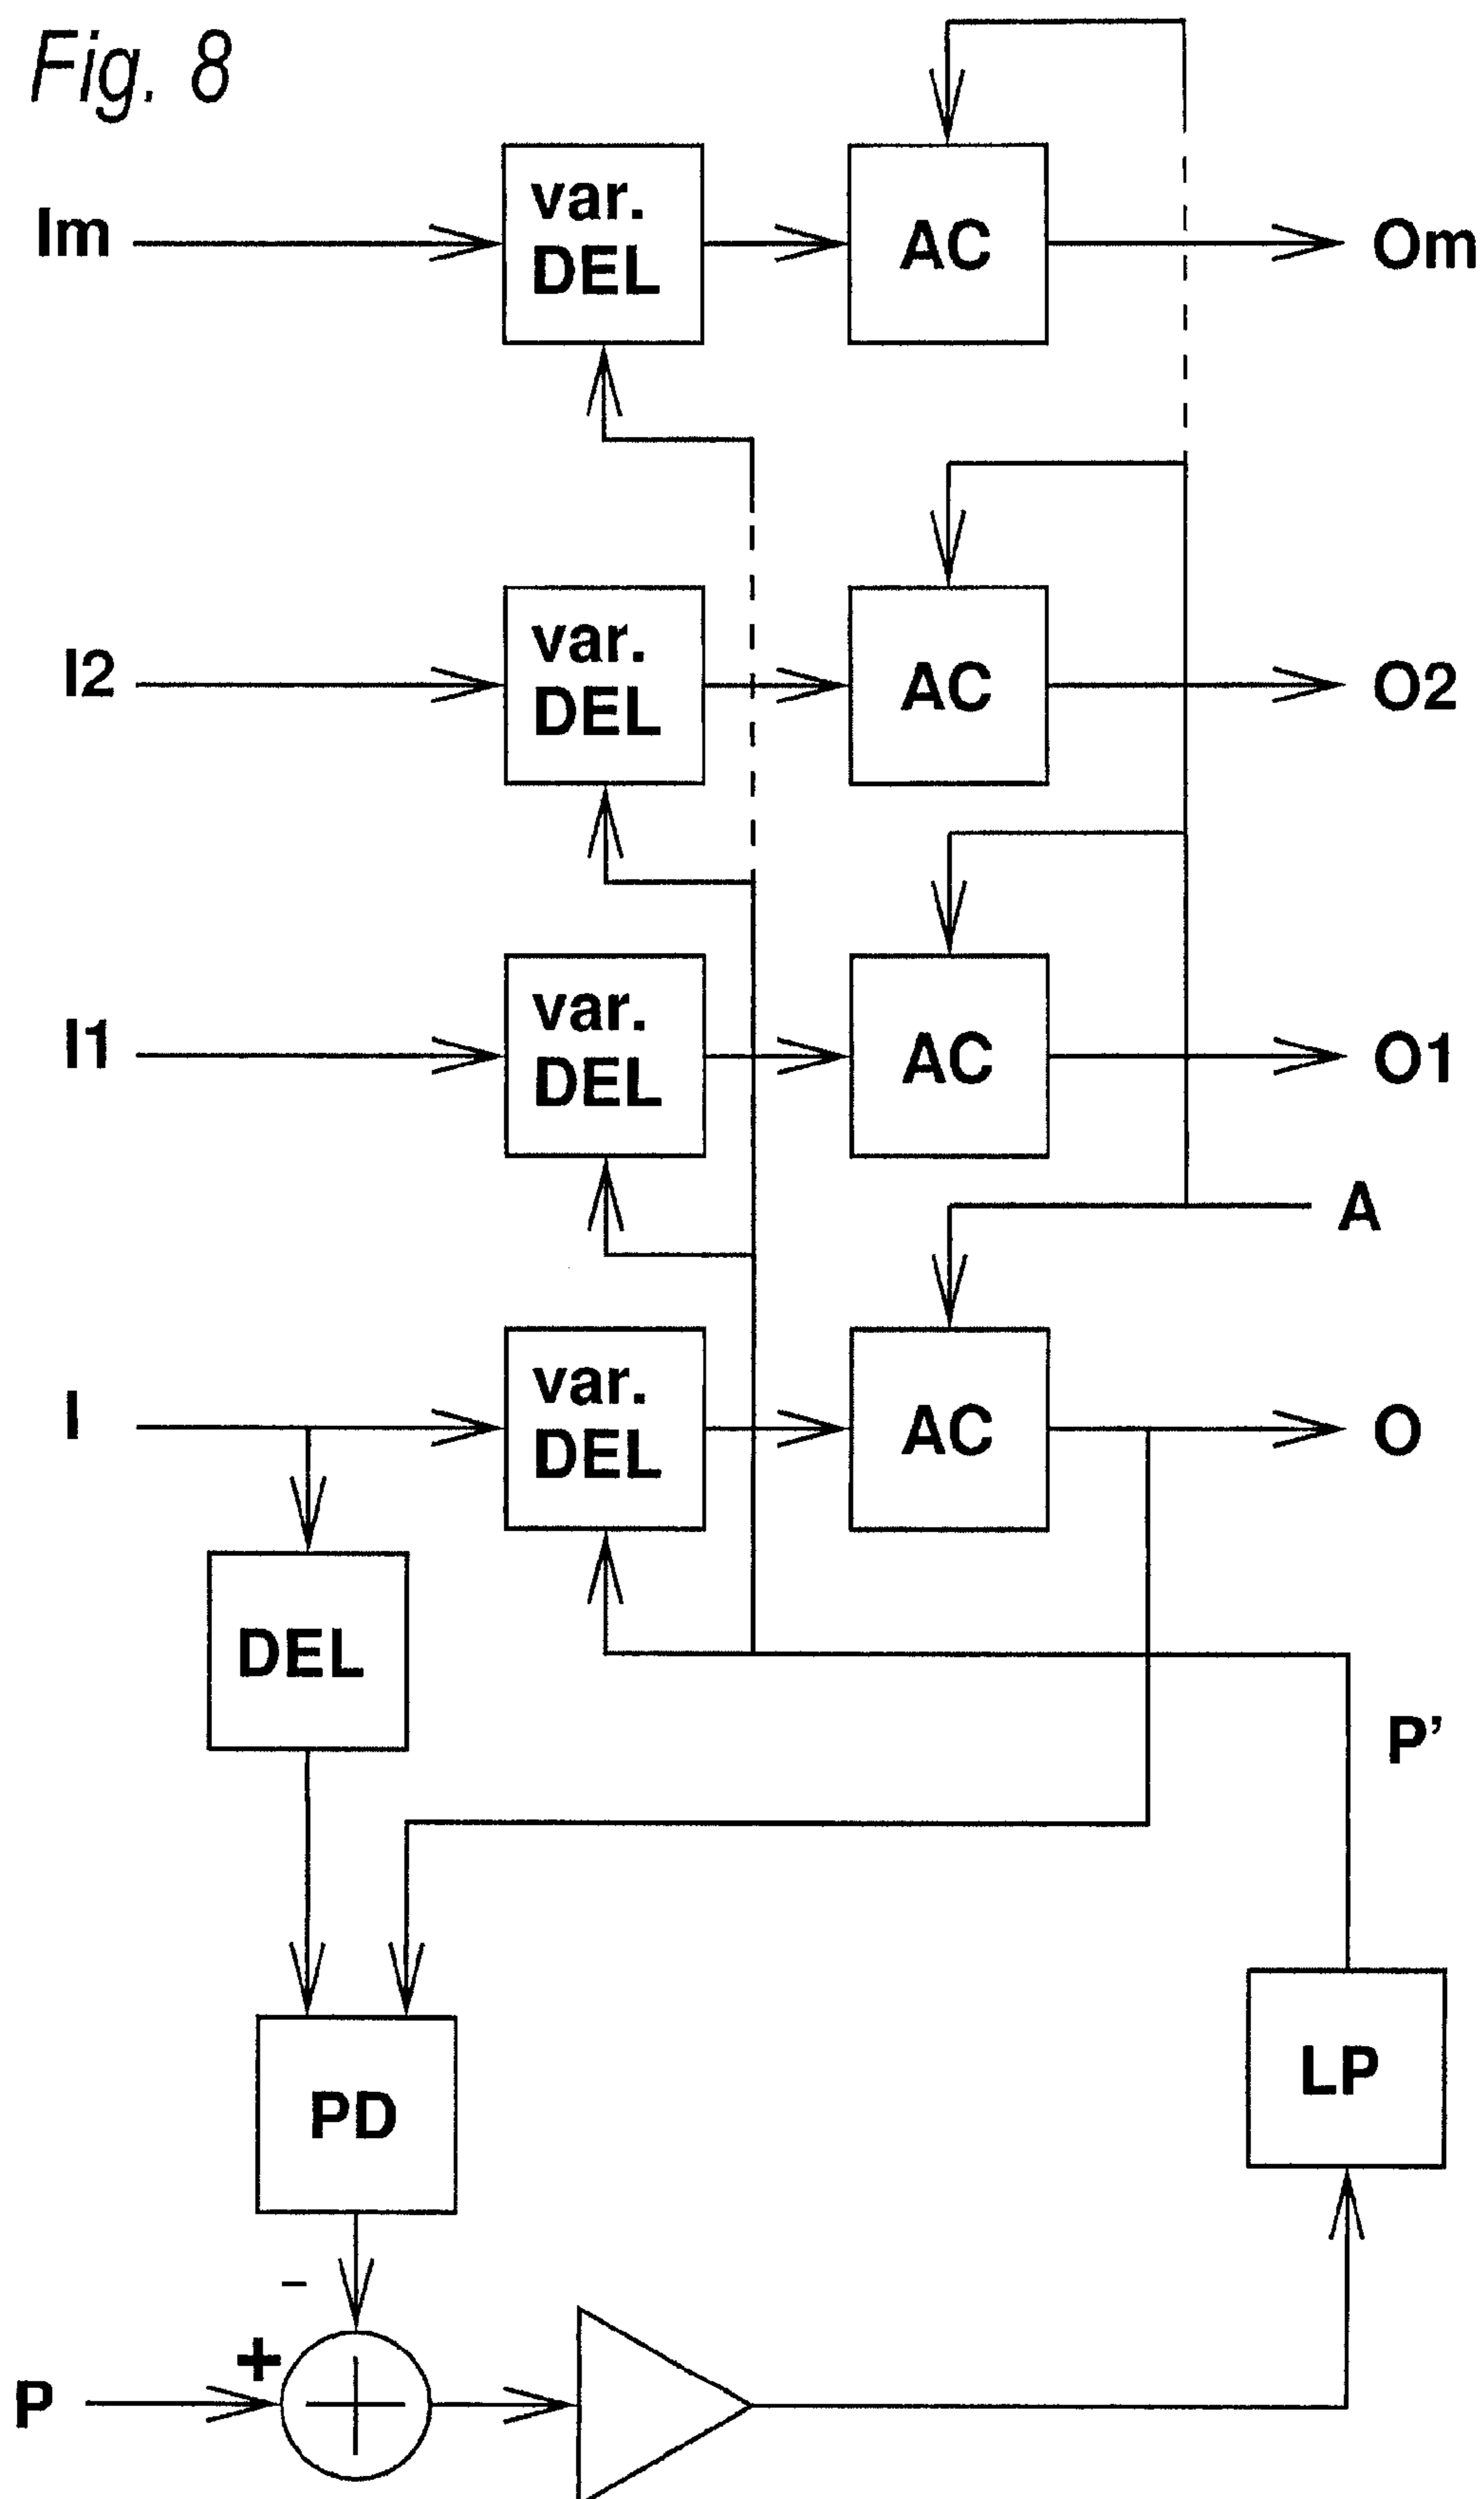 Fig. 8
Im
var.
DEL
AC
Om
I2
var.
DEL
AC
O2
I1
var.
DEL
AC
O1
A
I
var.
DEL
AC
O
DEL
P'
PD
LP
–
+
P